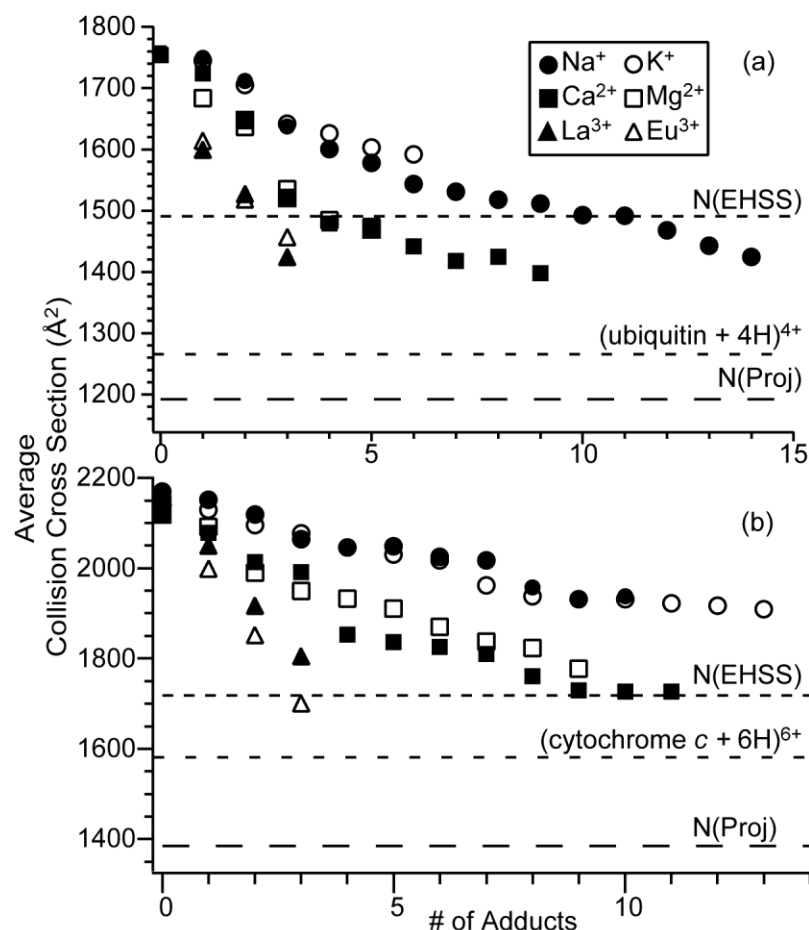 1800
1700
1600
1500
1400
1300
1200
(a)
Na⁺ K⁺
Ca²⁺ Mg²⁺
La³⁺ Eu³⁺
N(EHSS)
(ubiquitin + 4H)⁴⁺
N(Proj)
0 5 10 15
Average
Collision Cross Section (Å²)
2200
2000
1800
1600
1400
(b)
N(EHSS)
(cytochrome c + 6H)⁶⁺
N(Proj)
0 5 10
# of Adducts